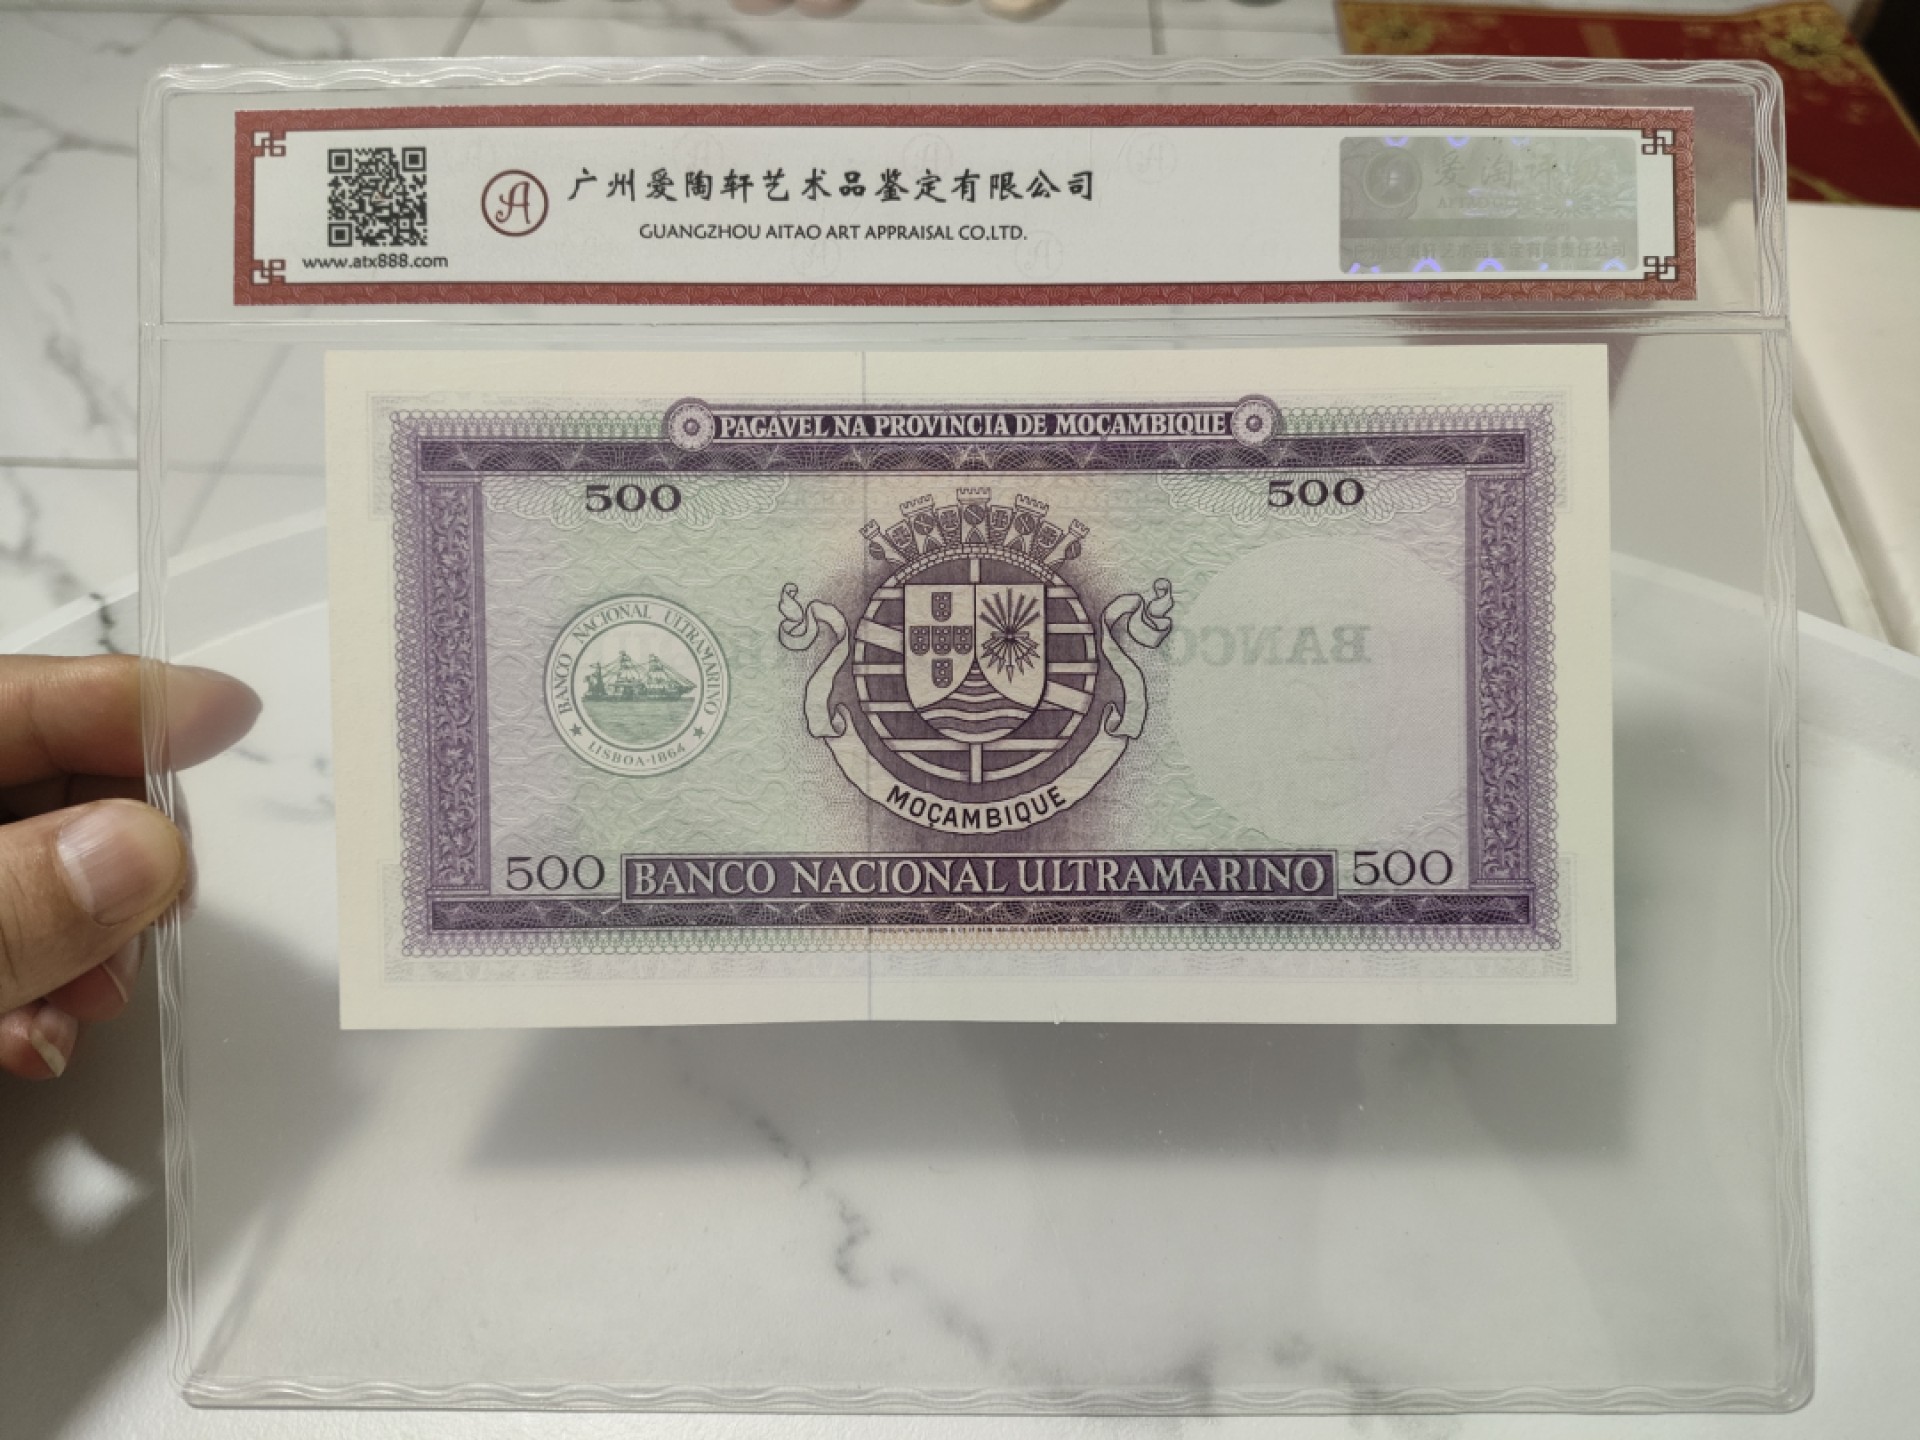 广州爱陶轩艺术品鉴定有限公司
GUANGZHOU AITAO ART APPRAISAL CO.LTD.
www.atx888.com
PAGÁVEL NA PROVINCIA DE MOÇAMBIQUE
500
500
BANCO NACIONAL ULTRAMARINO
LISBOA-1864
BANCO
MOÇAMBIQUE
500
BANCO NACIONAL ULTRAMARINO
500